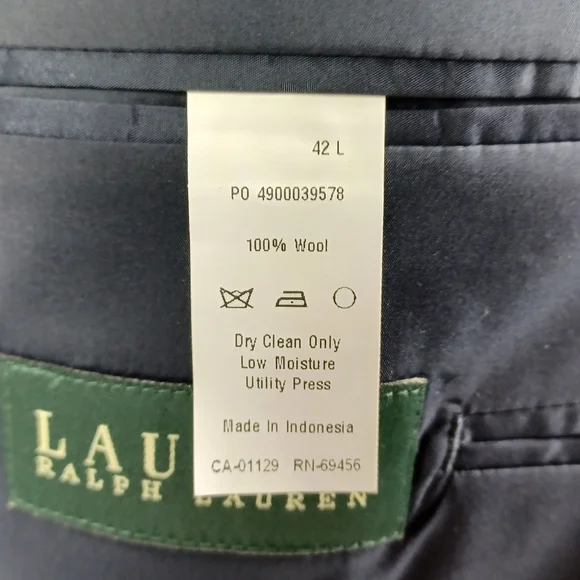 42 L
PO 4900039578
100% Wool
Dry Clean Only
Low Moisture
Utility Press
Made In Indonesia
CA-01129 RN-69456
LAU
RALPH LAUREN